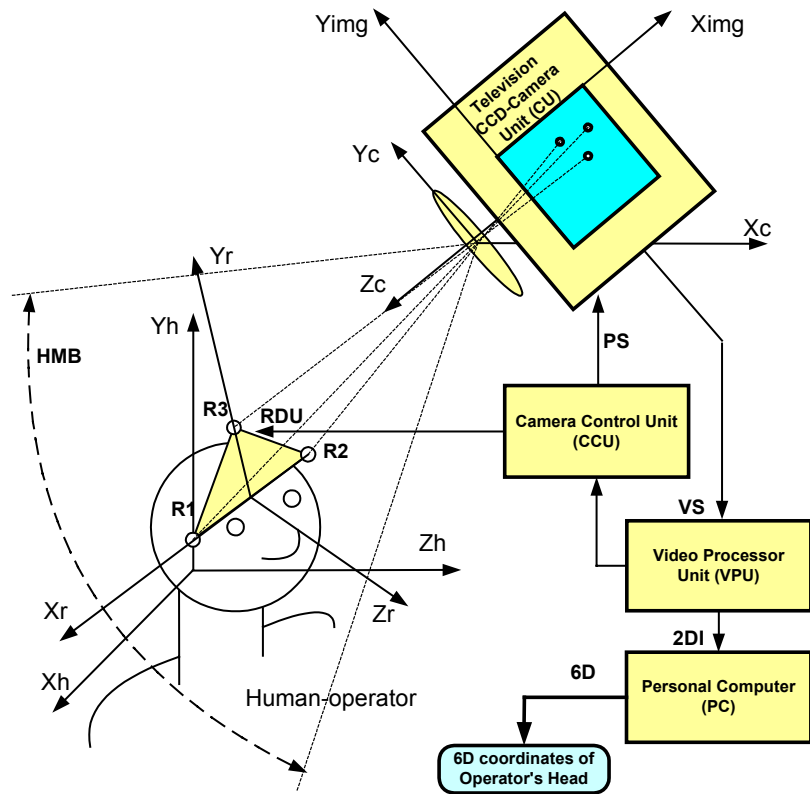 Yimg
Ximg
Television
CCD-Camera
Unit (CU)
Yc
Xc
Yr
Zc
Yh
HMB
PS
R3
RDU
R2
Camera Control Unit
(CCU)
R1
VS
Zh
Video Processor
Unit (VPU)
Xr
Zr
2DI
Xh
6D
Human-operator
Personal Computer
(PC)
6D coordinates of
Operator's Head